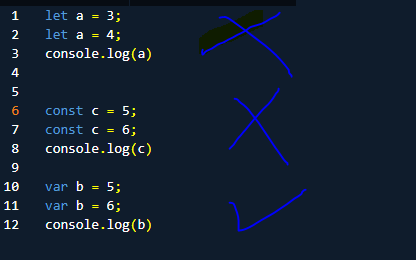 1 let a = 3;
2 let a = 4;
3 console.log(a)
4
5
6 const c = 5;
7 const c = 6;
8 console.log(c)
9
10 var b = 5;
11 var b = 6;
12 console.log(b)